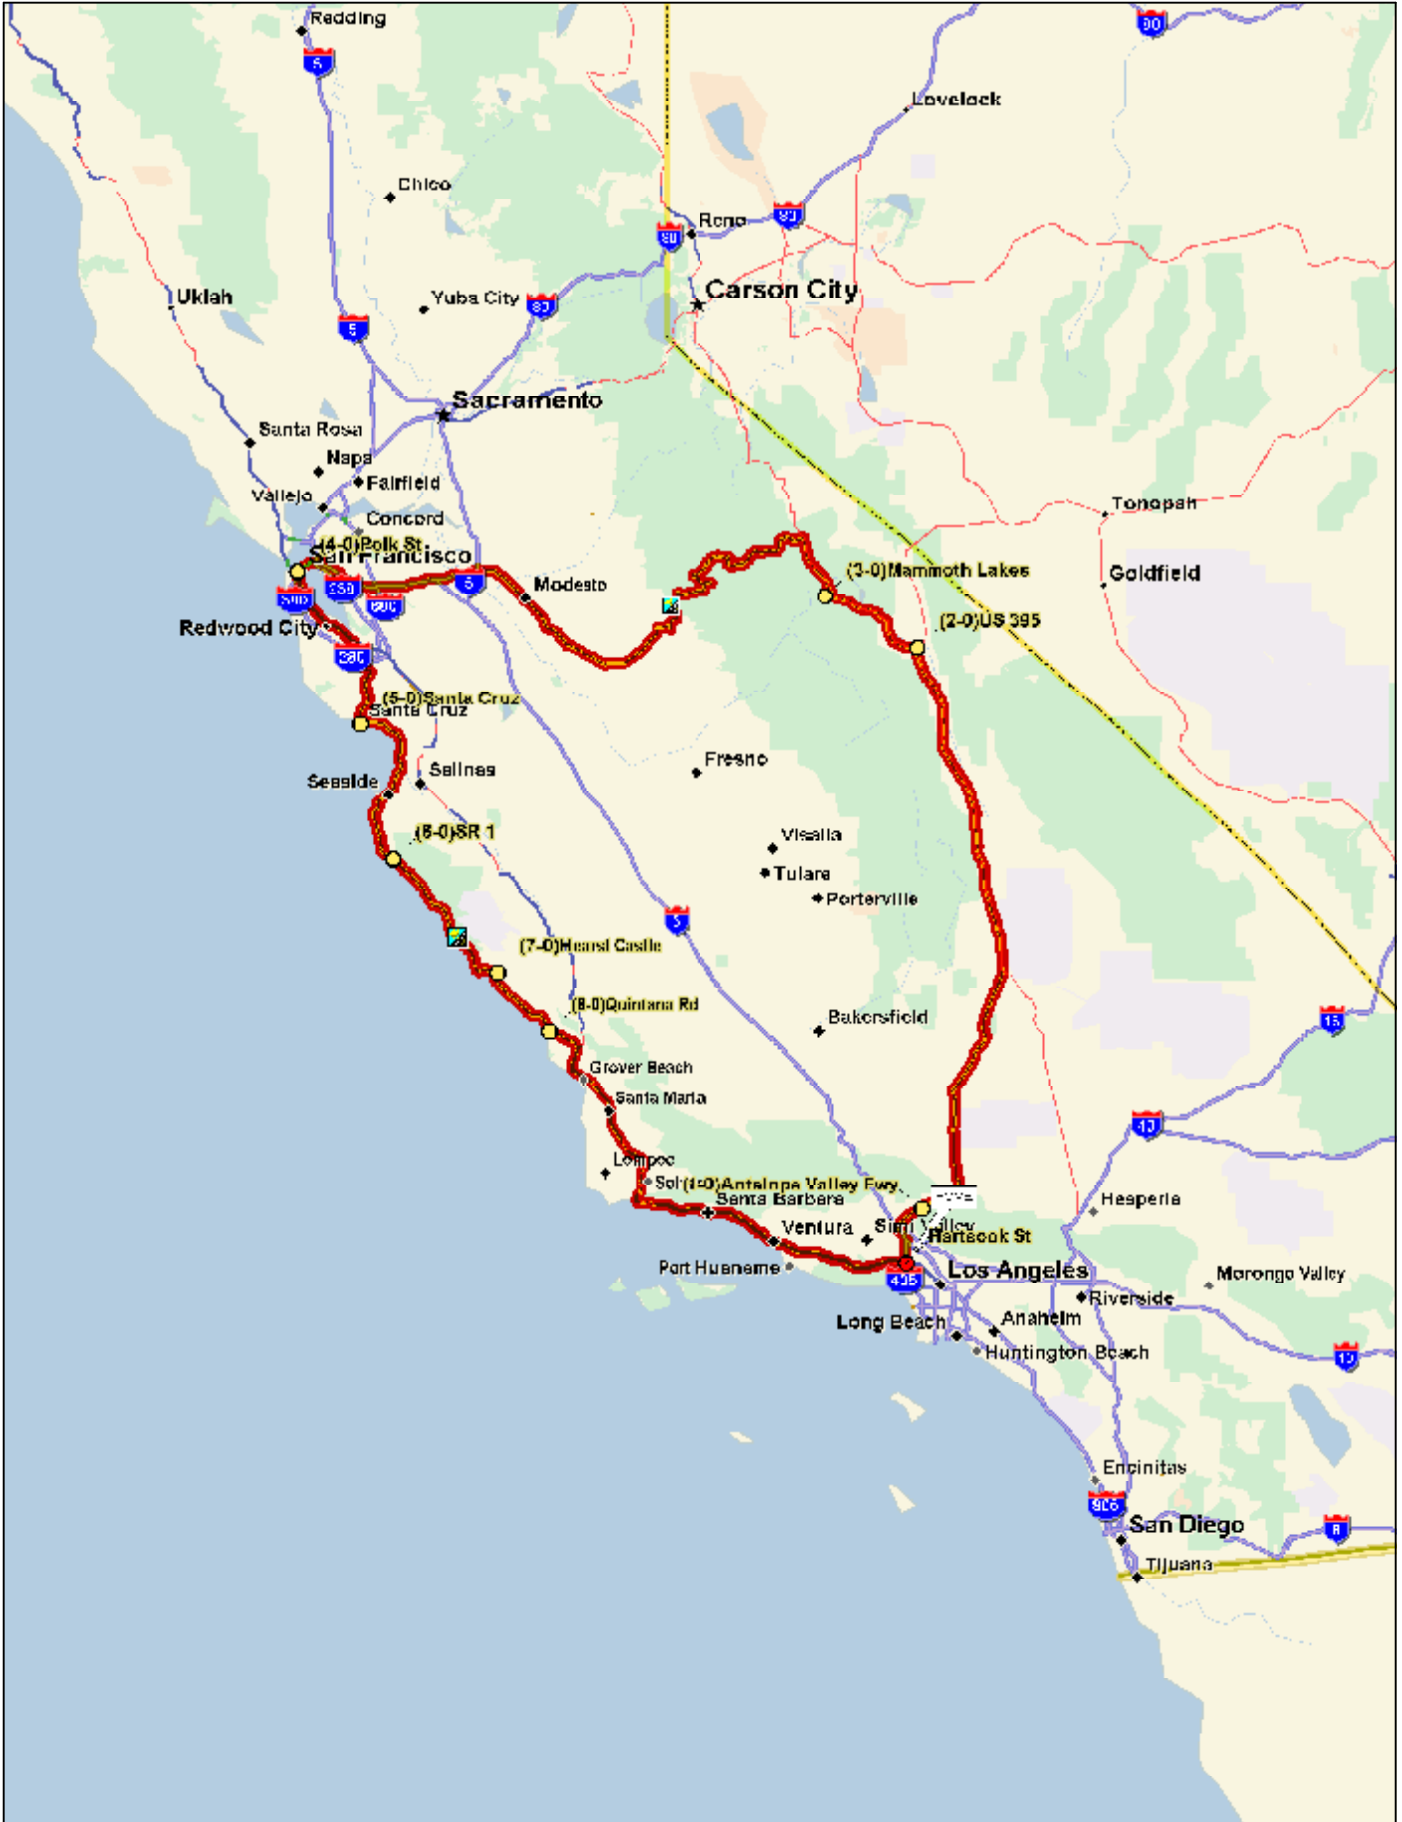 Redding
5
90
Lovelock
Chico
Reno
80
80
Carson City
Ukiah
Yuba City
80
5
Sacramento
Santa Rosa
Napa
Fairfield
Vallejo
Concord
Tonopah
(4-0)Polk St
San Francisco
5
Modesto
(3-0)Mammoth Lakes
Goldfield
(2-0)US 395
Redwood City
280
(5-0)Santa Cruz
Santa Cruz
Fresno
Seaside
Salinas
(6-0)SR 1
Visalia
Tulare
Porterville
5
(7-0)Hearst Castle
(8-0)Quintana Rd
Bakersfield
15
Grover Beach
Santa Maria
40
Lompoc
(1-0)Antelope Valley Fwy
Santa Barbara
Hesperia
Ventura
Simi Valley
Hartsook St
Port Hueneme
405
Los Angeles
Morongo Valley
Riverside
Long Beach
Anaheim
Huntington Beach
10
Encinitas
805
San Diego
8
Tijuana